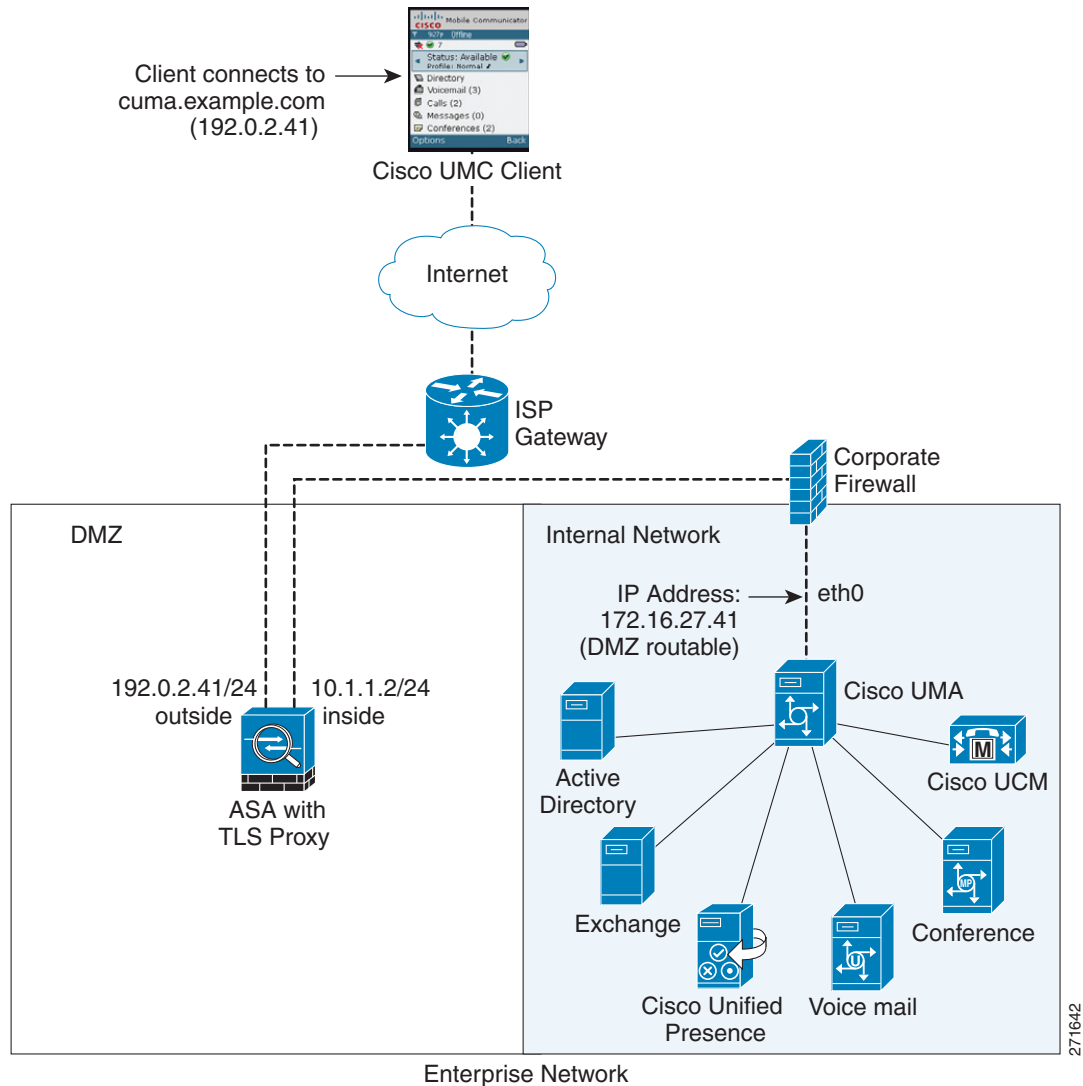 CISCO Mobile Communicator
Offline
7
Status: Available
Profile: Normal
Directory
Voicemail (3)
Calls (2)
Messages (0)
Conferences (2)
Options Back
Client connects to
cuma.example.com
(192.0.2.41)
Cisco UMC Client
Internet
ISP
Gateway
Corporate
Firewall
DMZ
Internal Network
IP Address:
172.16.27.41
(DMZ routable)
eth0
192.0.2.41/24
outside
10.1.1.2/24
inside
ASA with
TLS Proxy
Cisco UMA
Active
Directory
M
Cisco UCM
Exchange
MP
Conference
Cisco Unified
Presence
U
Voice mail
271642
Enterprise Network